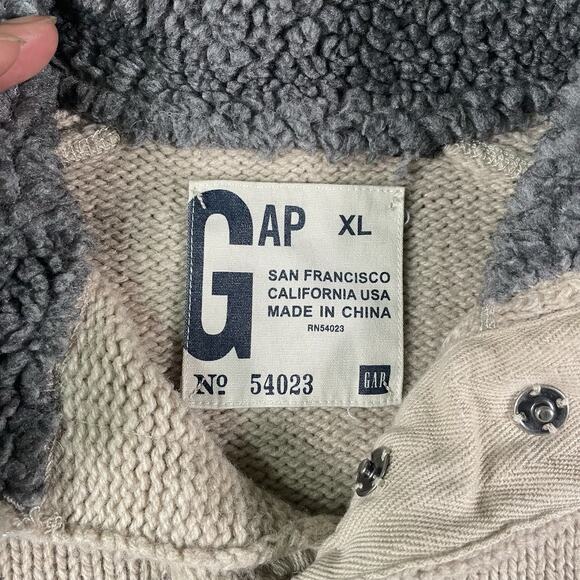 GAP XL
SAN FRANCISCO
CALIFORNIA USA
MADE IN CHINA
RN54023
Nº 54023 GAP